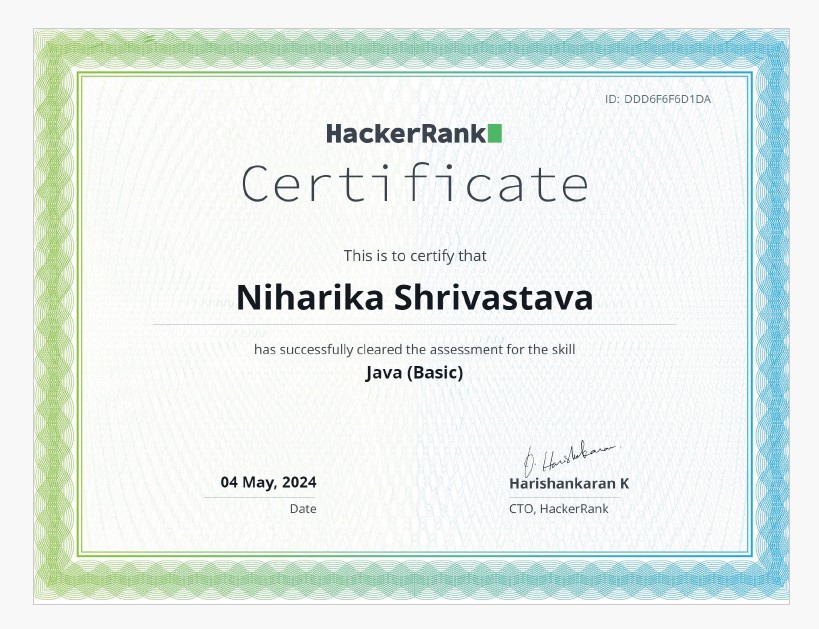 ID: DDD6F6F6D1DA
HackerRank
Certificate
This is to certify that
Niharika Shrivastava
has successfully cleared the assessment for the skill
Java (Basic)
04 May, 2024
Date
Harishankaran K
CTO, HackerRank